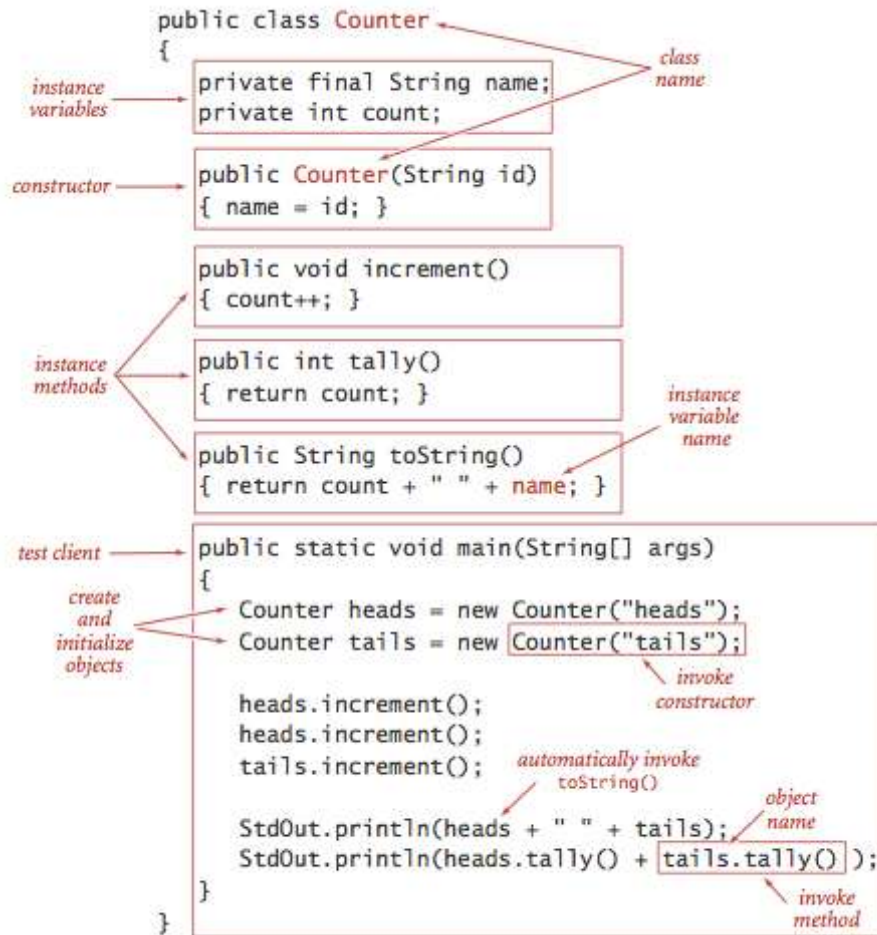 public class Counter
{
class
name
instance
variables
private final String name;
private int count;
constructor
public Counter(String id)
{ name = id; }
public void increment()
{ count++; }
instance
methods
public int tally()
{ return count; }
instance
variable
name
public String toString()
{ return count + " " + name; }
test client
public static void main(String[] args)
{
create
and
initialize
objects
Counter heads = new Counter("heads");
Counter tails = new Counter("tails");
invoke
constructor
heads.increment();
heads.increment();
tails.increment();
automatically invoke
toString()
object
name
StdOut.println(heads + " " + tails);
StdOut.println(heads.tally() + tails.tally() );
invoke
method
}
}